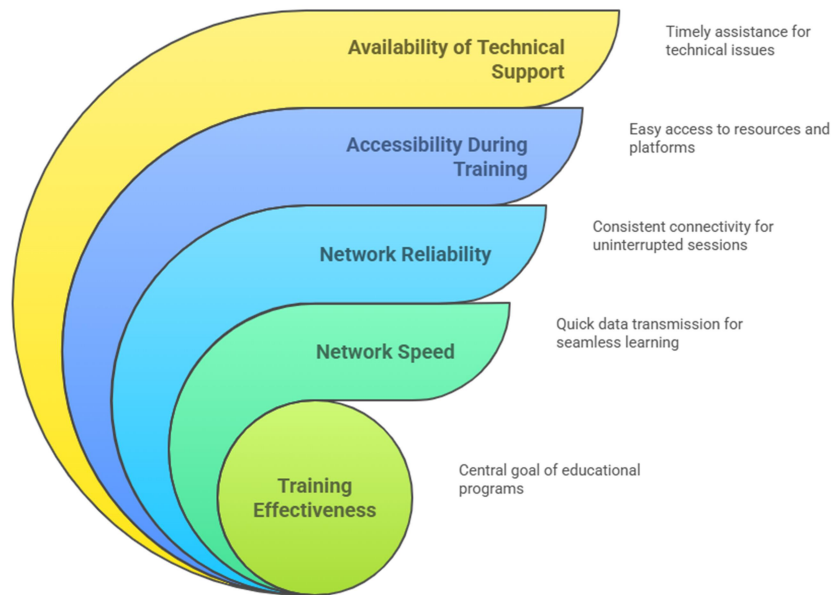 Availability of Technical
Support
Timely assistance for
technical issues
Accessibility During
Training
Easy access to resources and
platforms
Network Reliability
Consistent connectivity for
uninterrupted sessions
Network Speed
Quick data transmission for
seamless learning
Training
Effectiveness
Central goal of educational
programs